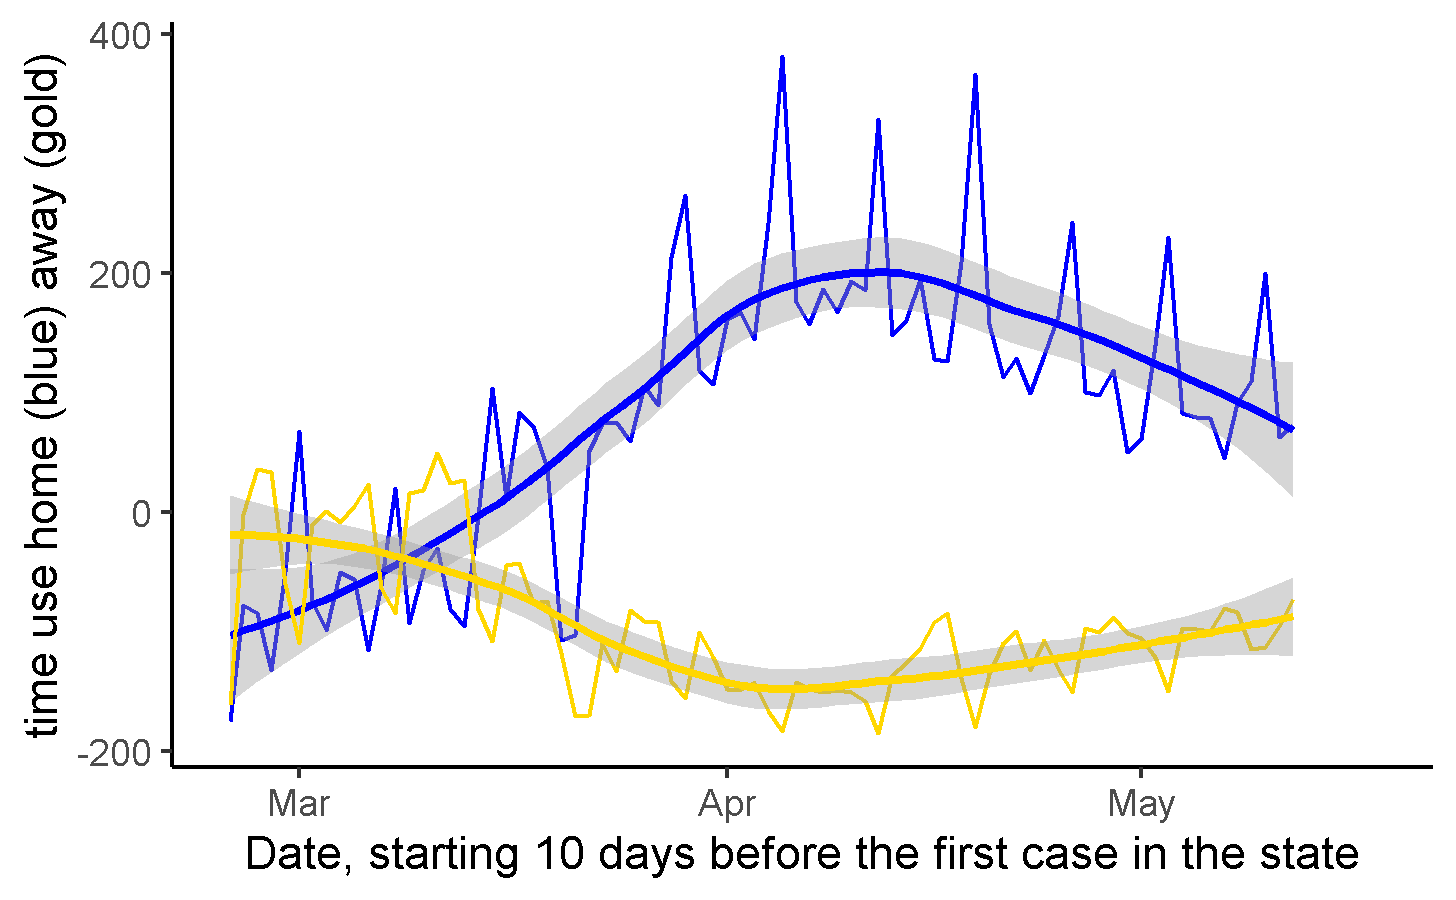 time use home (blue) away (gold)
400
200
0
-200
Mar
Apr
May
Date, starting 10 days before the first case in the state